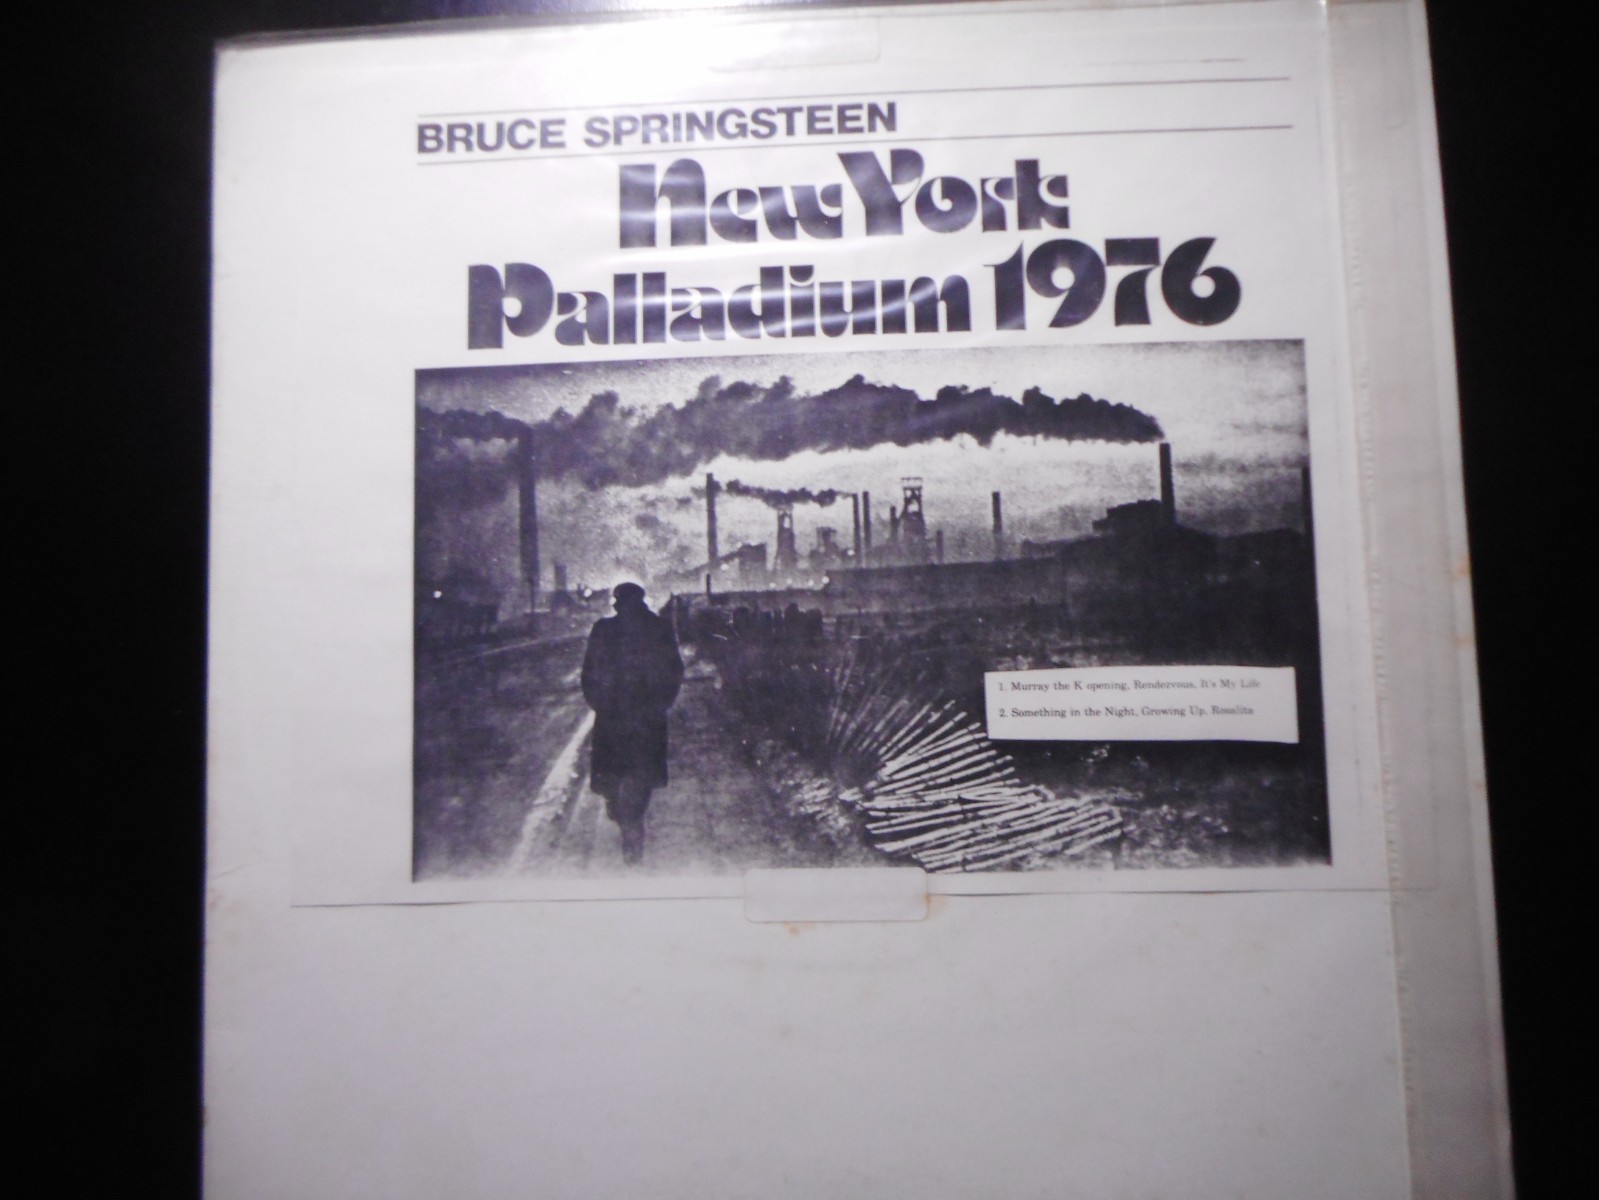 BRUCE SPRINGSTEEN
New York
Palladium 1976
1. Murray the K opening, Rendezvous, It's My Life
2. Something in the Night, Growing Up, Rosalita